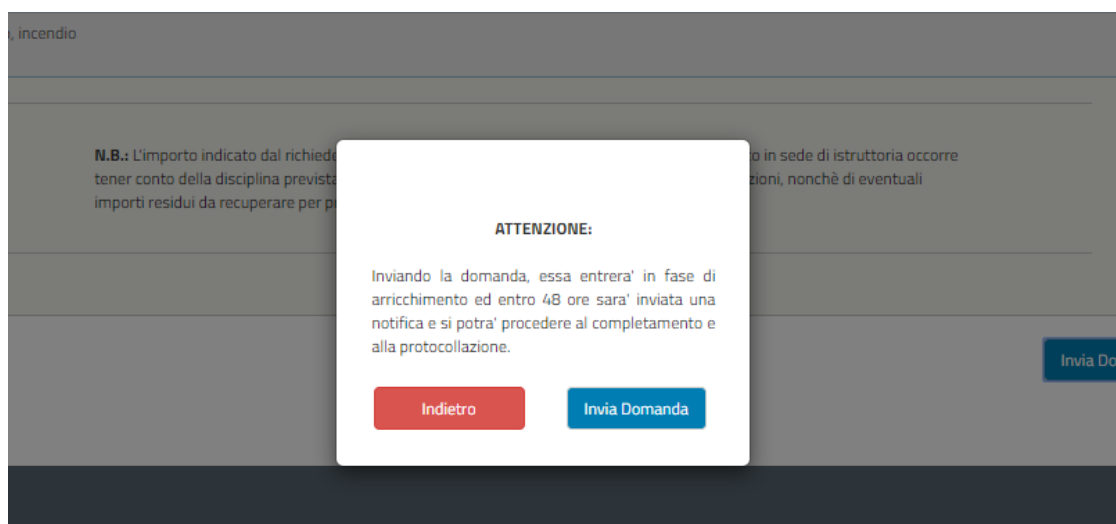 , incendio
N.B.: L'importo indicato dal richiede
o in sede di istruttoria occorre
tener conto della disciplina prevista
zioni, nonchè di eventuali
importi residui da recuperare per p
ATTENZIONE:
Inviando la domanda, essa entrera' in fase di
arricchimento ed entro 48 ore sara' inviata una
notifica e si potra' procedere al completamento e
alla protocollazione.
Invia Do
Indietro
Invia Domanda